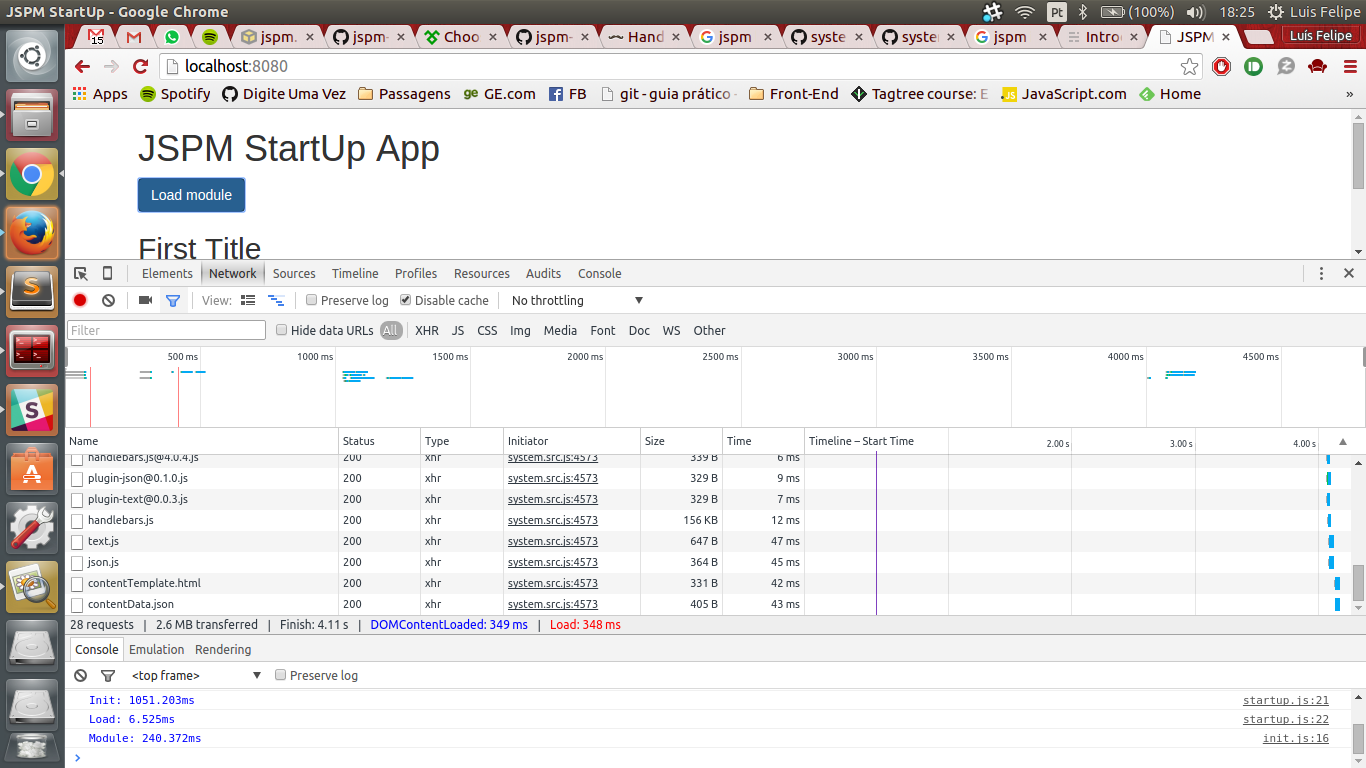 JSPM StartUp - Google Chrome
Pt (100%) 18:25 Luis Felipe
15 jspm. jspm- Choo jspm- Hand jspm syste syste jspm Intro JSPM Luís Felipe
localhost:8080
Apps Spotify Digite Uma Vez Passagens GE.com FB git - guia prático - Front-End Tagtree course: E JavaScript.com Home »
JSPM StartUp App
Load module
First Title
Elements Network Sources Timeline Profiles Resources Audits Console
View: Preserve log Disable cache No throttling
Filter Hide data URLs All XHR JS CSS Img Media Font Doc WS Other
500 ms 1000 ms 1500 ms 2000 ms 2500 ms 3000 ms 3500 ms 4000 ms 4500 ms
Name Status Type Initiator Size Time Timeline – Start Time 2.00 s 3.00 s 4.00 s
handlebars.js@4.0.4.js 200 xhr system.src.js:4573 339 B 6 ms
plugin-json@0.1.0.js 200 xhr system.src.js:4573 329 B 9 ms
plugin-text@0.0.3.js 200 xhr system.src.js:4573 329 B 7 ms
handlebars.js 200 xhr system.src.js:4573 156 KB 12 ms
text.js 200 xhr system.src.js:4573 647 B 47 ms
json.js 200 xhr system.src.js:4573 364 B 45 ms
contentTemplate.html 200 xhr system.src.js:4573 331 B 42 ms
contentData.json 200 xhr system.src.js:4573 405 B 43 ms
28 requests | 2.6 MB transferred | Finish: 4.11 s | DOMContentLoaded: 349 ms | Load: 348 ms
Console Emulation Rendering
<top frame> Preserve log
Init: 1051.203ms startup.js:21
Load: 6.525ms startup.js:22
Module: 240.372ms init.js:16